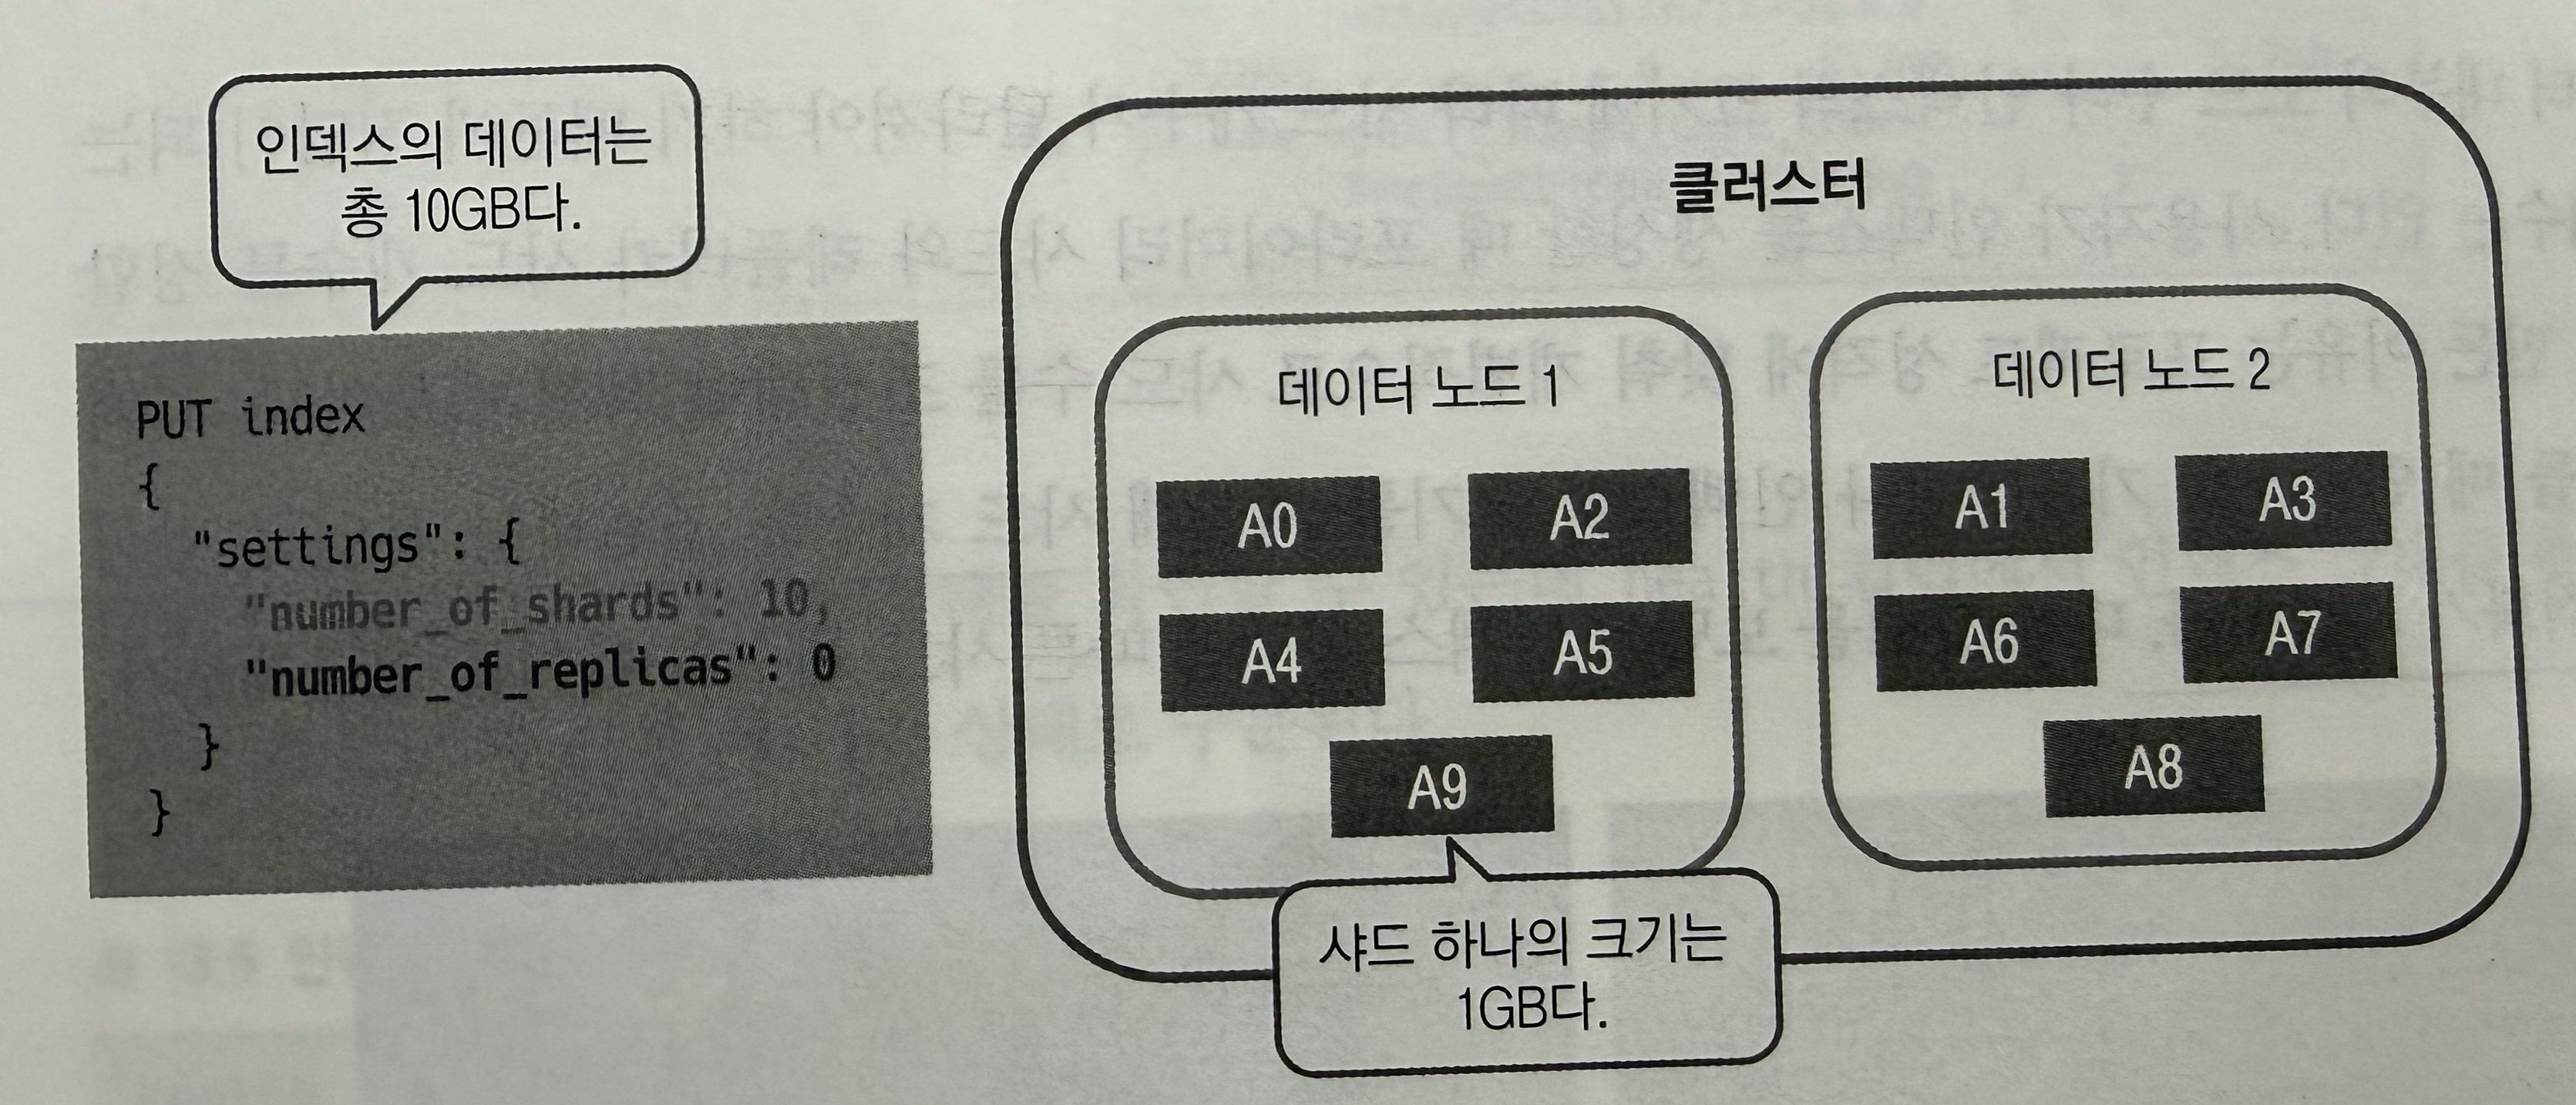 인덱스의 데이터는
총 10GB다.
PUT index
{
"settings": {
"number_of_shards": 10,
"number_of_replicas": 0
}
}
클러스터
데이터 노드 1
A0 A2
A4 A5
A9
샤드 하나의 크기는
1GB다.
데이터 노드 2
A1 A3
A6 A7
A8